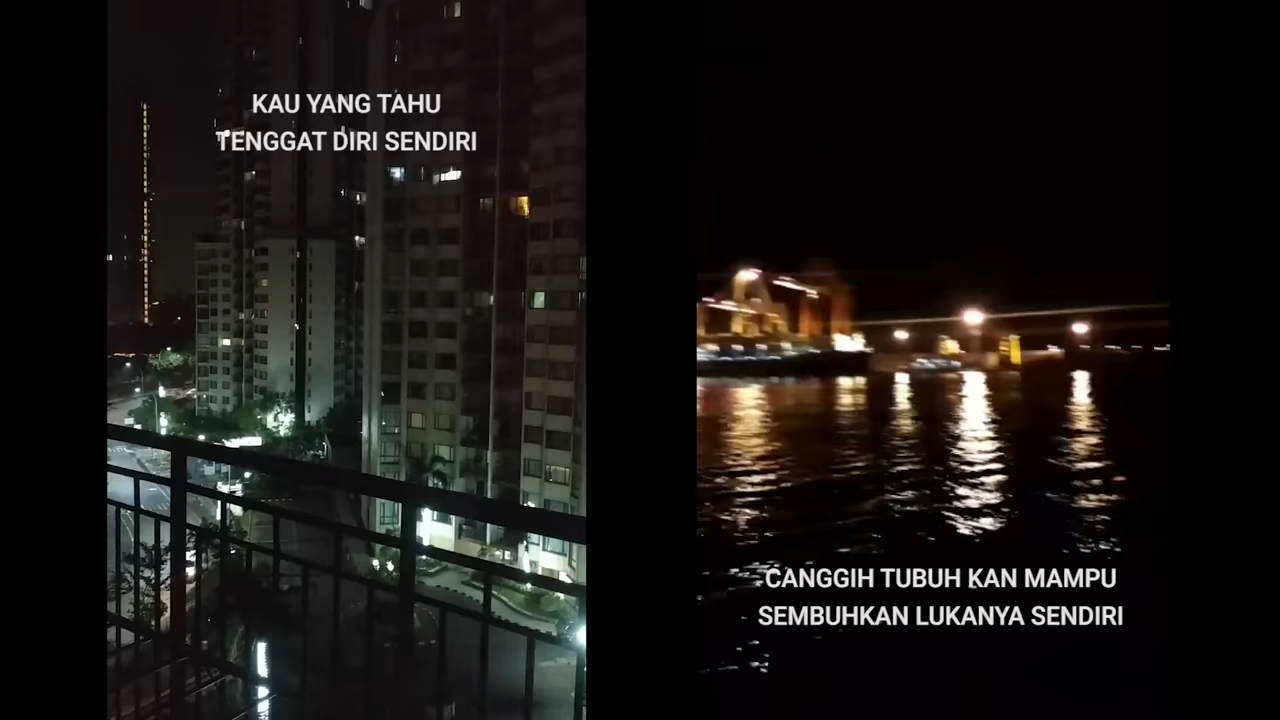 KAU YANG TAHU
TENGGAT DIRI SENDIRI
CANGGIH TUBUH KAN MAMPU
SEMBUHKAN LUKANYA SENDIRI